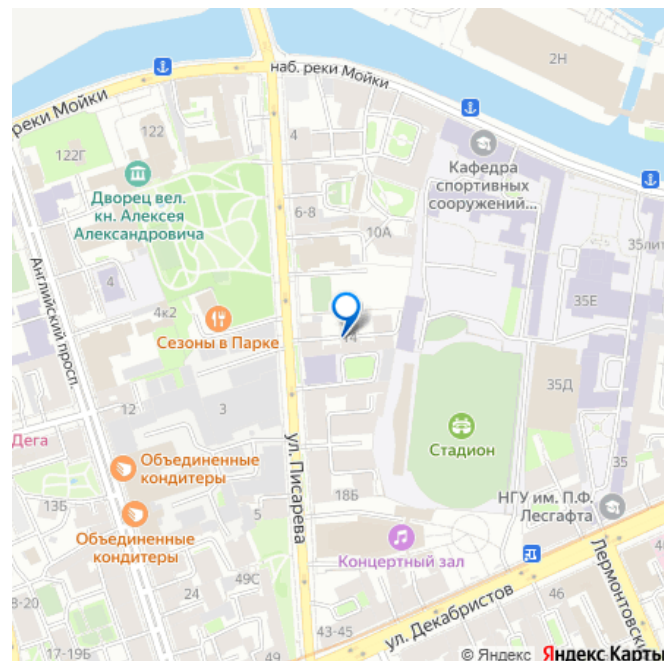 2Н
наб. реки Мойки
реки Мойки
122
4
122Г
Кафедра
спортивных
сооружений...
Дворец вел.
кн. Алексея
Александровича
6-8
10А
35лит
Английский просп.
4
35Е
4к2
Сезоны в Парке
14
35Д
12
3
Дега
ул. Писарева
Стадион
Объединенные
кондитеры
35
13Б
18Б
НГУ им. П.Ф.
Лесгафта
5
Объединенные
кондитеры
Концертный зал
Лермонтовски
49С
24
46
8-20
43-45
ул. Декабристов
17-19Б
© Яндекс Яндекс Карты